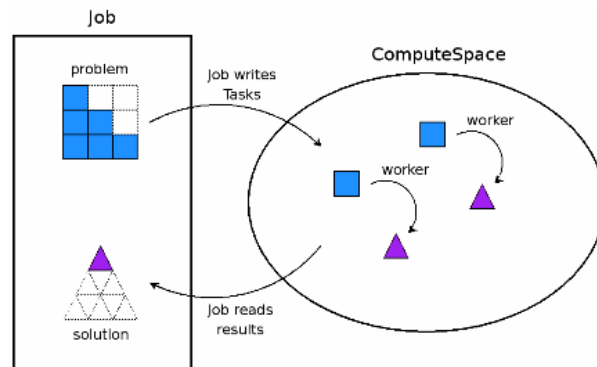 Job
problem
Job writes
Tasks
ComputeSpace
worker
worker
Job reads
results
solution